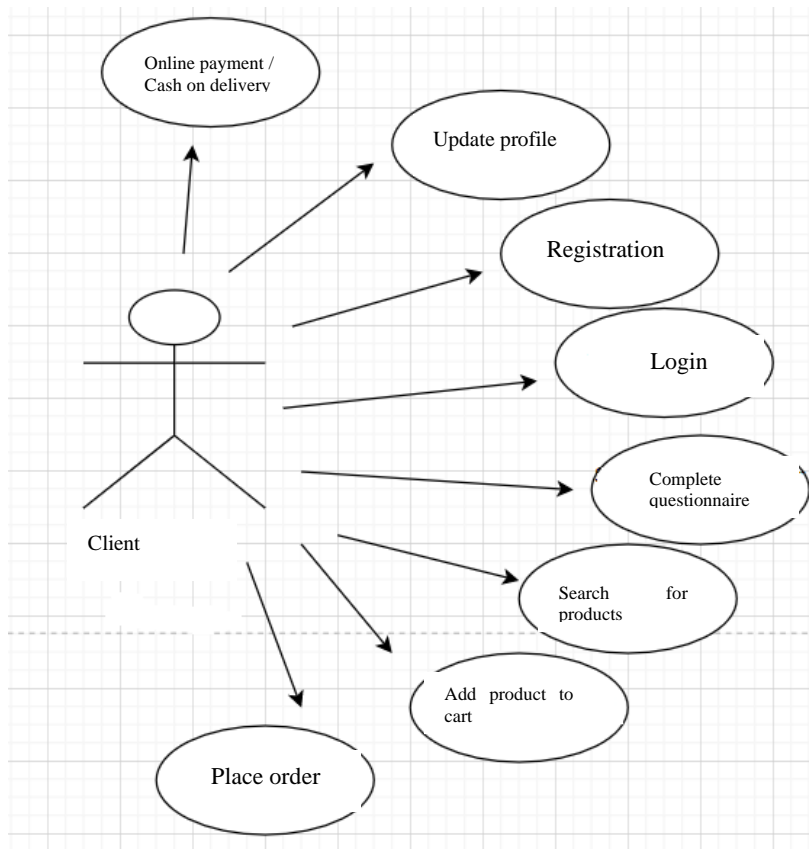 Online payment /
Cash on delivery
Update profile
Registration
Login
Complete
questionnaire
Client
Search for
products
Add product to
cart
Place order